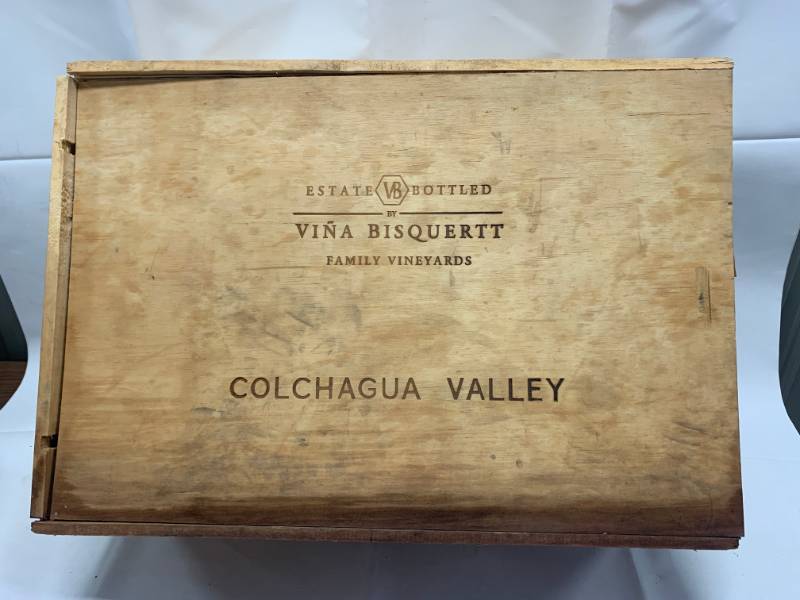 ESTATE VB BOTTLED
BY
VIÑA BISQUERTT
FAMILY VINEYARDS
COLCHAGUA VALLEY